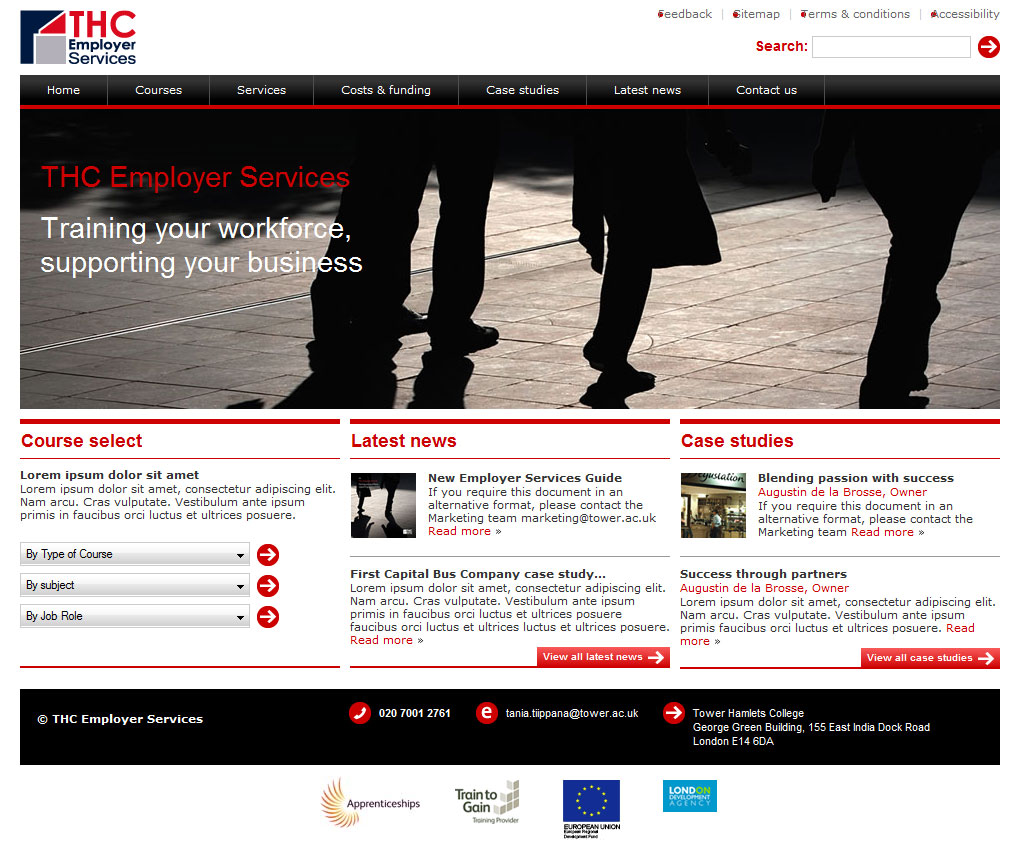 THC
Employer
Services
Feedback
Sitemap
Terms & conditions
Accessibility
Search:
Home
Courses
Services
Costs & funding
Case studies
Latest news
Contact us
THC Employer Services
Training your workforce,
supporting your business
Course select
Lorem ipsum dolor sit amet
Lorem ipsum dolor sit amet, consectetur adipiscing elit.
Nam arcu. Cras vulputate. Vestibulum ante ipsum
primis in faucibus orci luctus et ultrices posuere.
By Type of Course
By subject
By Job Role
Latest news
New Employer Services Guide
If you require this document in an
alternative format, please contact the
Marketing team marketing@tower.ac.uk
Read more »
First Capital Bus Company case study...
Lorem ipsum dolor sit amet, consectetur adipiscing elit.
Nam arcu. Cras vulputate. Vestibulum ante ipsum
primis in faucibus orci luctus et ultrices posuere
faucibus orci luctus et ultrices luctus et ultrices posuere.
Read more »
View all latest news
Case studies
Blending passion with success
Augustin de la Brosse, Owner
If you require this document in an
alternative format, please contact the
Marketing team Read more »
Success through partners
Augustin de la Brosse, Owner
Lorem ipsum dolor sit amet, consectetur adipiscing elit.
Nam arcu. Cras vulputate. Vestibulum ante ipsum
primis in faucibus orci luctus et ultrices posuere. Read
more »
View all case studies
© THC Employer Services
020 7001 2761
e
tania.tiippana@tower.ac.uk
Tower Hamlets College
George Green Building, 155 East India Dock Road
London E14 6DA
Apprenticeships
Train to
Gain
Training Provider
EUROPEAN UNION
European Regional
Development Fund
LONDON
DEVELOPMENT
AGENCY